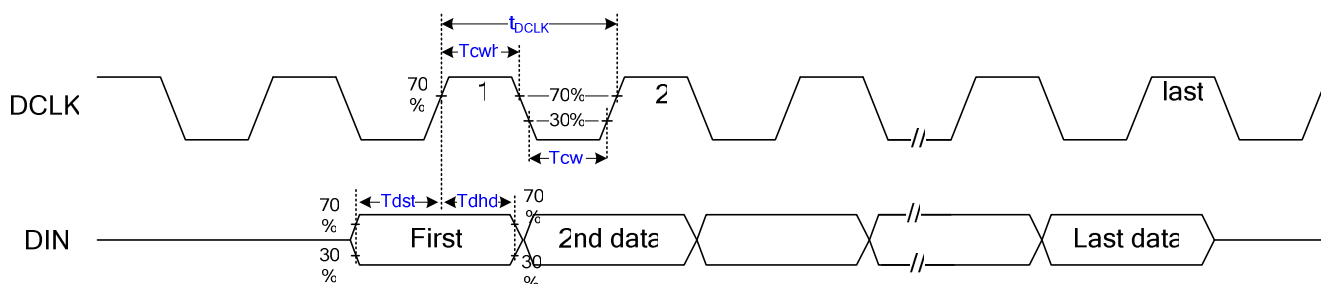 tDCLK
Tcwh
70
%
1
70%
2
last
DCLK
30%
Tcw
Tdst
Tdhd
70
%
70
%
DIN
First
2nd data
Last data
30
%
30
%